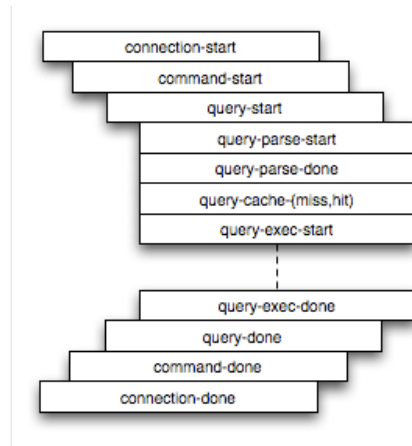 connection-start
command-start
query-start
query-parse-start
query-parse-done
query-cache-(miss,hit)
query-exec-start
query-exec-done
query-done
command-done
connection-done